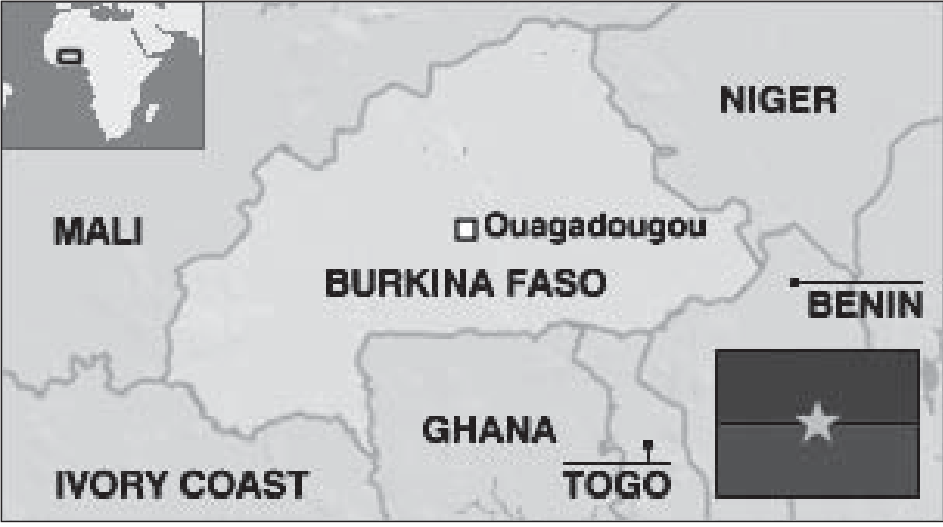 NIGER
MALI
Ouagadougou
BURKINA FASO
BENIN
GHANA
IVORY COAST
TOGO